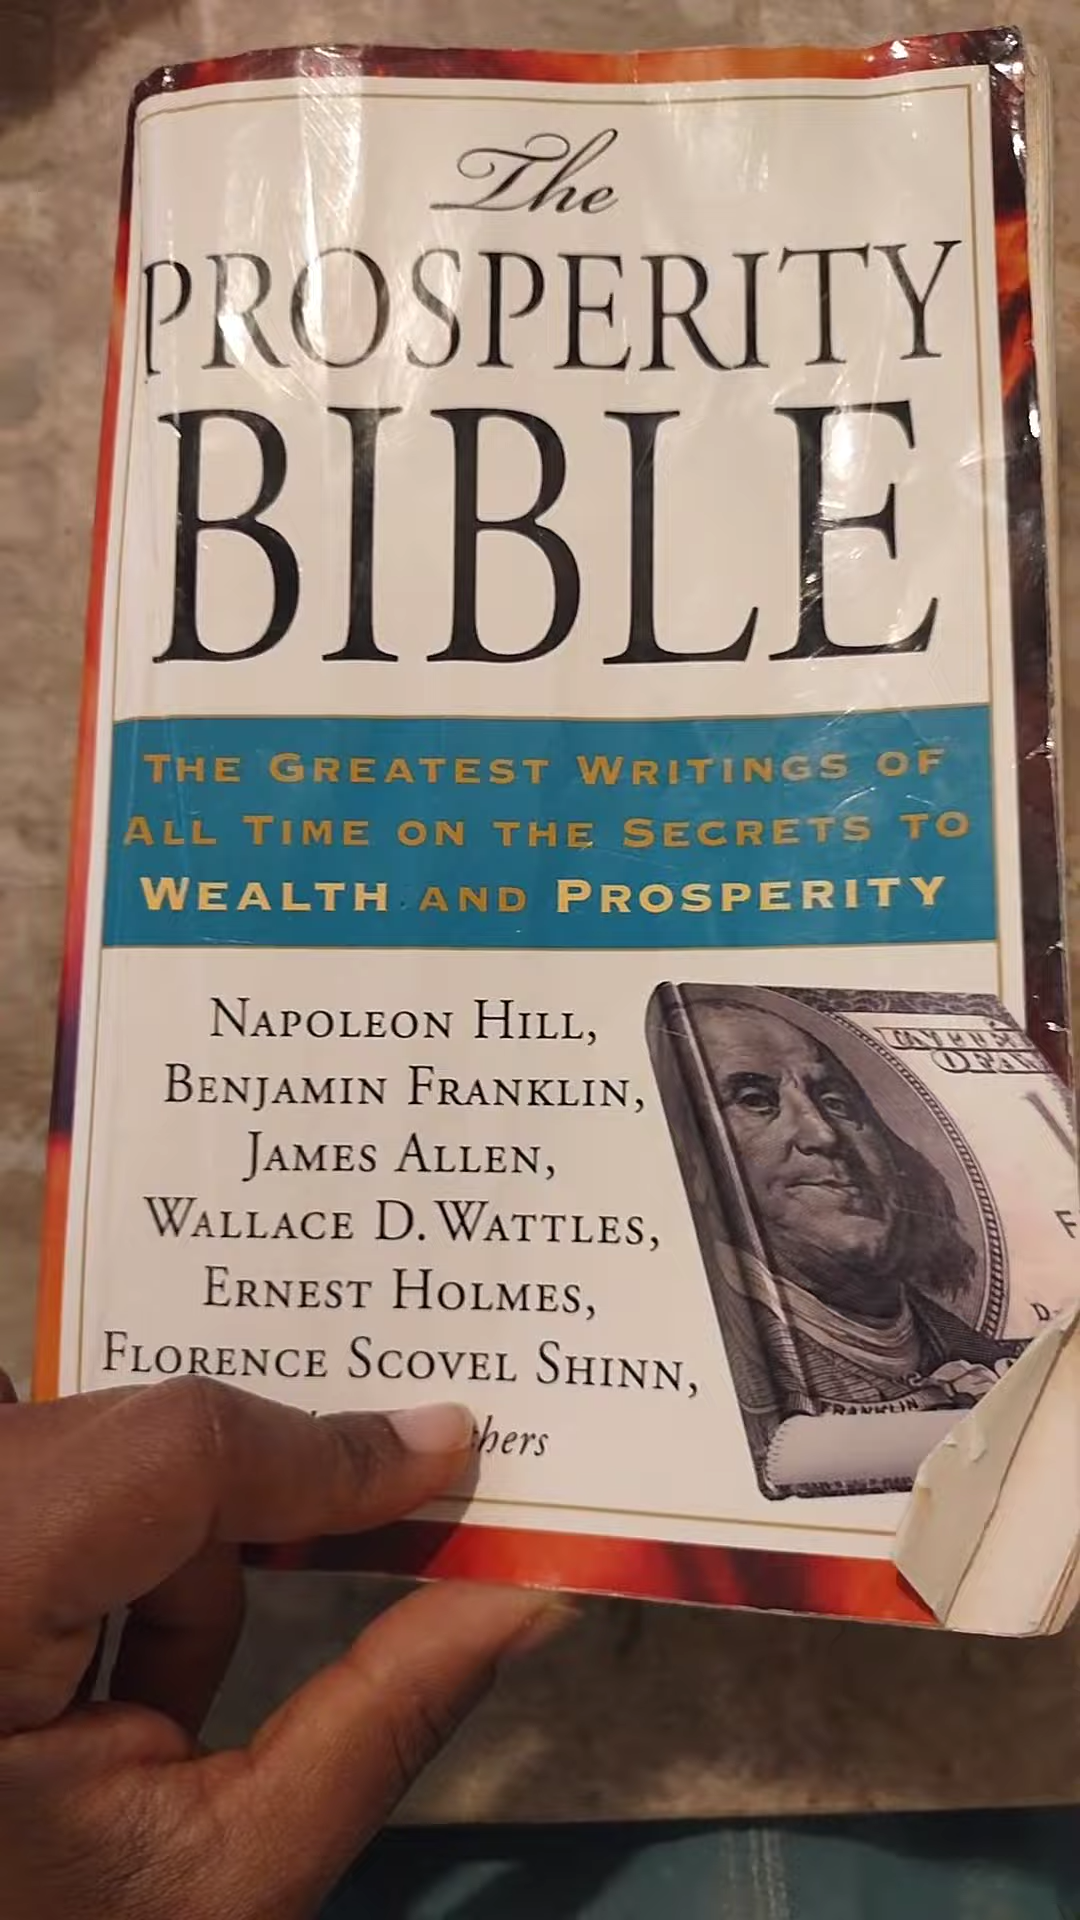 The
PROSPERITY
BIBLE
THE GREATEST WRITINGS OF
ALL TIME ON THE SECRETS TO
WEALTH AND PROSPERITY
NAPOLEON HILL,
BENJAMIN FRANKLIN,
JAMES ALLEN,
WALLACE D. WATTLES,
ERNEST HOLMES,
FLORENCE SCOVEL SHINN,
FRANKLIN